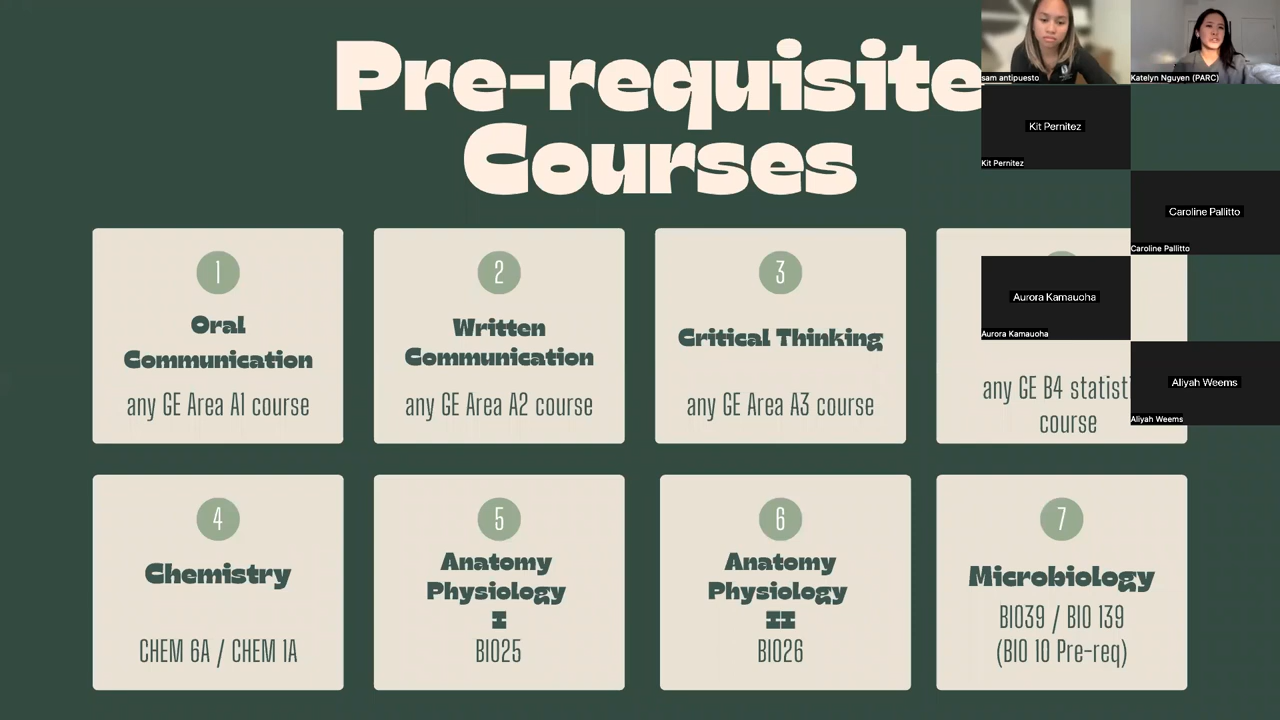 Pre-requisite
Courses
sam antipuesto
Katelyn Nguyen (PARC)
Kit Pernitez
Kit Pernitez
Caroline Pallitto
Caroline Pallitto
Aurora Kamauoha
Aurora Kamauoha
Aliyah Weems
Aliyah Weems
1
Oral
Communication
any GE Area A1 course
2
Written
Communication
any GE Area A2 course
3
Critical Thinking
any GE Area A3 course
any GE B4
course
4
Chemistry
CHEM 6A / CHEM 1A
5
Anatomy
Physiology
I
BIO25
6
Anatomy
Physiology
II
BIO26
7
Microbiology
BIO39 / BIO 139
(BIO 10 Pre-req)